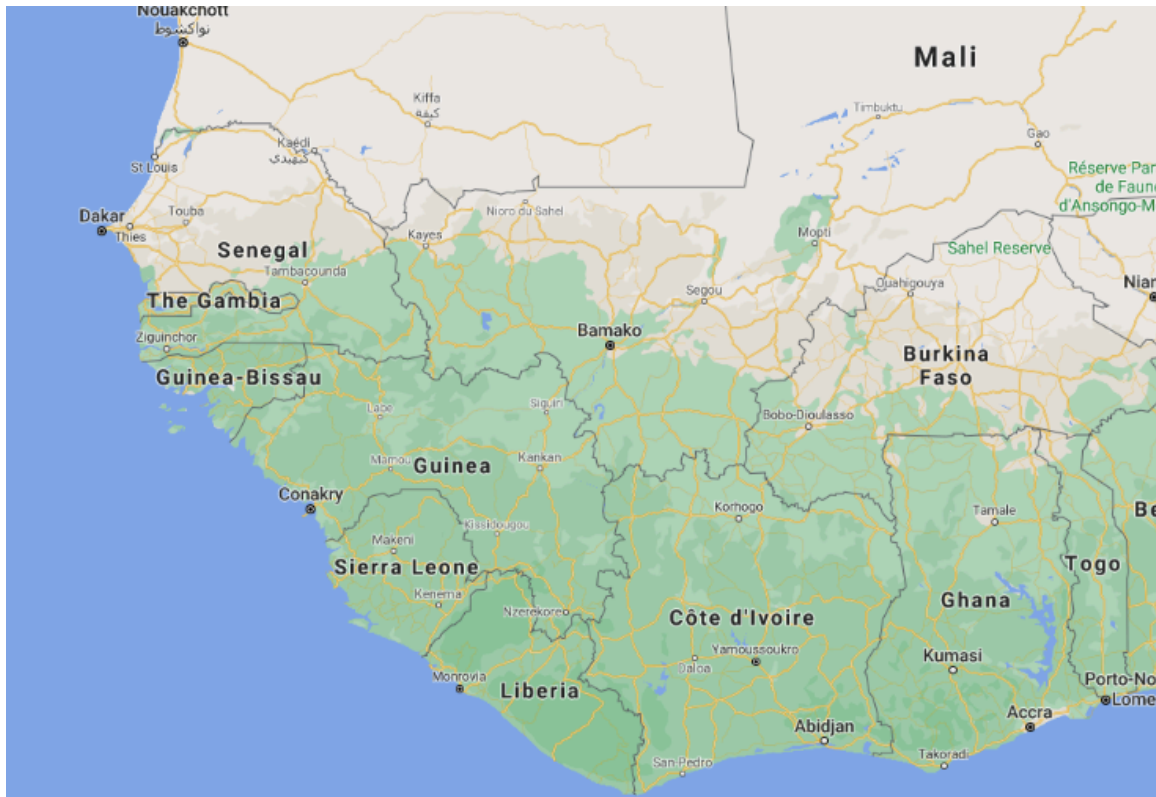 Nouakchott
نواكشوط
Mali
Kiffa
كيفه
Timbuktu
Gao
Kaédi
كيهيدي
St Louis
Réserve Par
de Faune
d'Ansongo-M
Nioro du Sahel
Dakar
Touba
Thies
Kayes
Mopti
Senegal
Sahel Reserve
Tambacounda
Ouahigouya
Niam
Segou
The Gambia
Bamako
Ziguinchor
Burkina
Faso
Guinea-Bissau
Labe
Siguiri
Bobo-Dioulasso
Mamou
Guinea
Kankan
Conakry
Korhogo
Kissidougou
Tamale
Be
Makeni
Sierra Leone
Togo
Kenema
Nzerekore
Ghana
Côte d'Ivoire
Yamoussoukro
Daloa
Kumasi
Monrovia
Liberia
Porto-No
Lome
Accra
Abidjan
San-Pedro
Takoradi